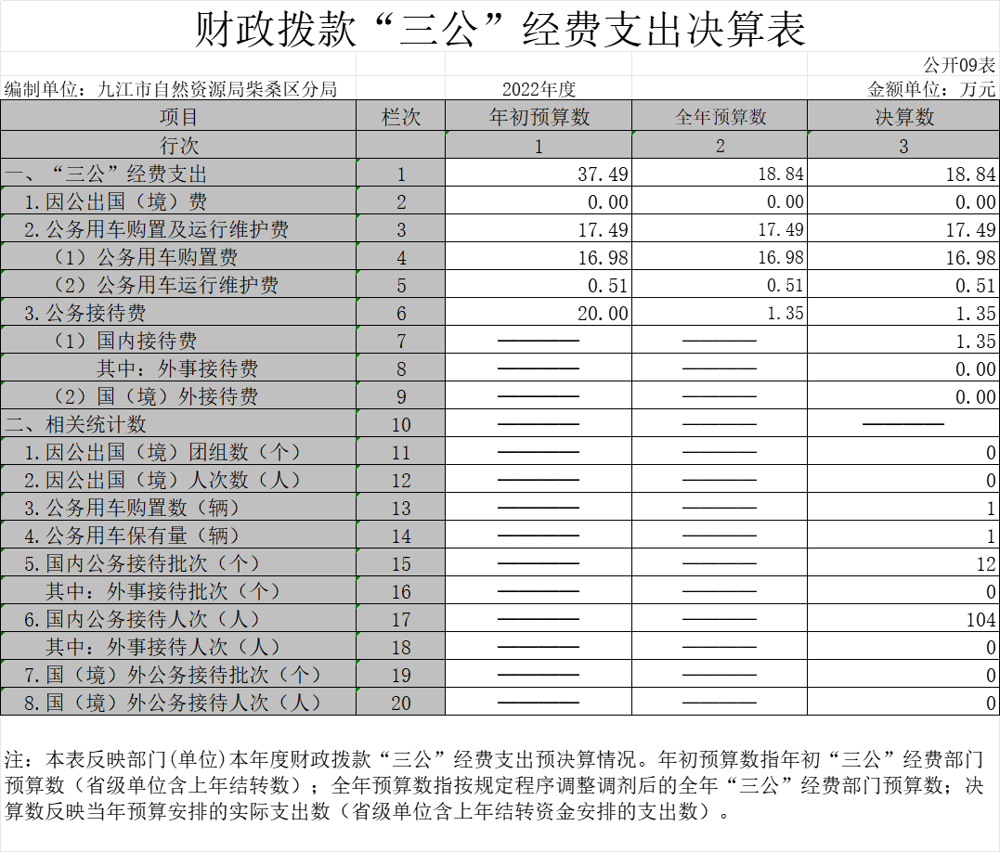 财政拨款“三公”经费支出决算表
公开09表
编制单位：九江市自然资源局柴桑区分局 2022年度 金额单位：万元
项目 栏次 年初预算数 全年预算数 决算数
行次 1 2 3
一、“三公”经费支出 1 37.49 18.84 18.84
1.因公出国（境）费 2 0.00 0.00 0.00
2.公务用车购置及运行维护费 3 17.49 17.49 17.49
（1）公务用车购置费 4 16.98 16.98 16.98
（2）公务用车运行维护费 5 0.51 0.51 0.51
3.公务接待费 6 20.00 1.35 1.35
（1）国内接待费 7 ———— ———— 1.35
其中：外事接待费 8 ———— ———— 0.00
（2）国（境）外接待费 9 ———— ———— 0.00
二、相关统计数 10 ———— ———— ————
1.因公出国（境）团组数（个） 11 ———— ———— 0
2.因公出国（境）人次数（人） 12 ———— ———— 0
3.公务用车购置数（辆） 13 ———— ———— 1
4.公务用车保有量（辆） 14 ———— ———— 1
5.国内公务接待批次（个） 15 ———— ———— 12
其中：外事接待批次（个） 16 ———— ———— 0
6.国内公务接待人次（人） 17 ———— ———— 104
其中：外事接待人次（人） 18 ———— ———— 0
7.国（境）外公务接待批次（个） 19 ———— ———— 0
8.国（境）外公务接待人次（人） 20 ———— ———— 0
注：本表反映部门(单位)本年度财政拨款“三公”经费支出预决算情况。年初预算数指年初“三公”经费部门
预算数（省级单位含上年结转数）；全年预算数指按规定程序调整调剂后的全年“三公”经费部门预算数；决
算数反映当年预算安排的实际支出数（省级单位含上年结转资金安排的支出数）。